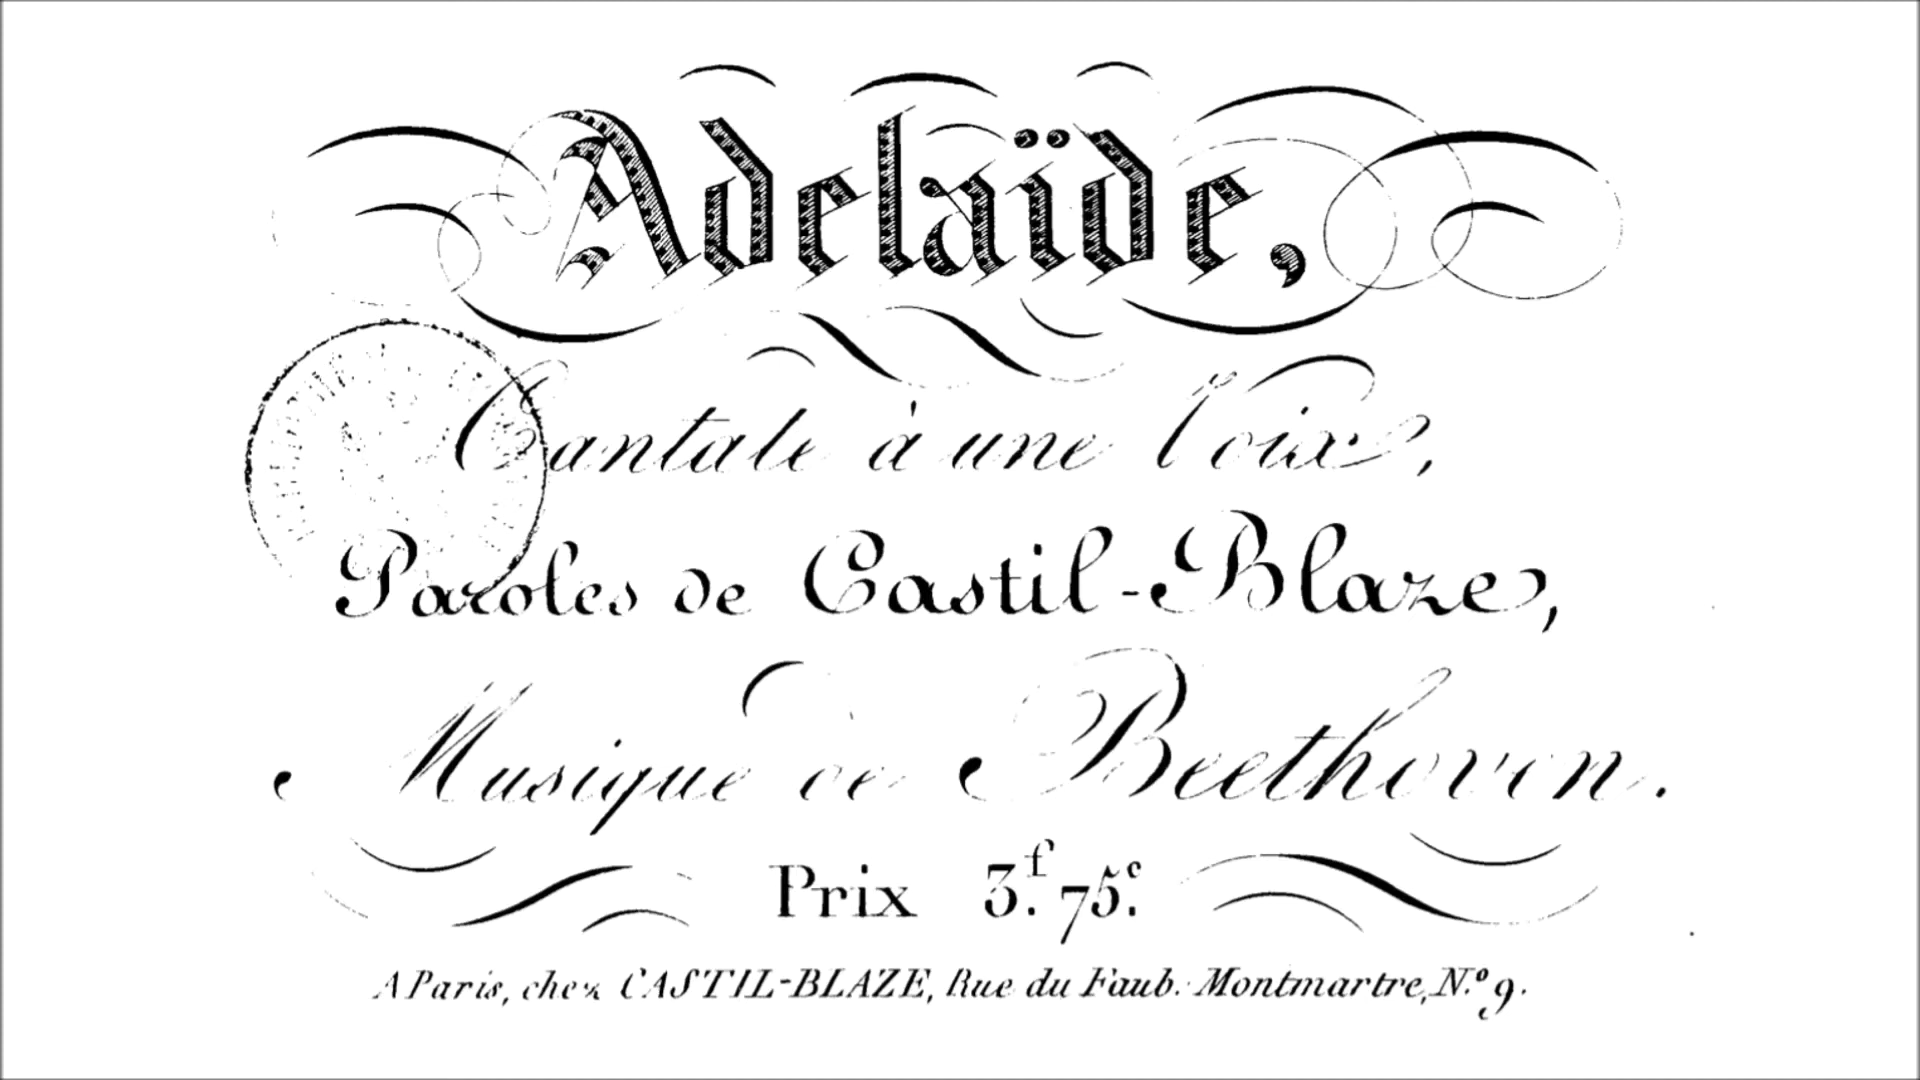 Adelaïde,
Cantate à une Voix,
Paroles de Castil-Blaze,
Musique de Beethoven.
Prix 3.f 75.c
A Paris, chez CASTIL-BLAZE, Rue du Faub. Montmartre, N.o 9.